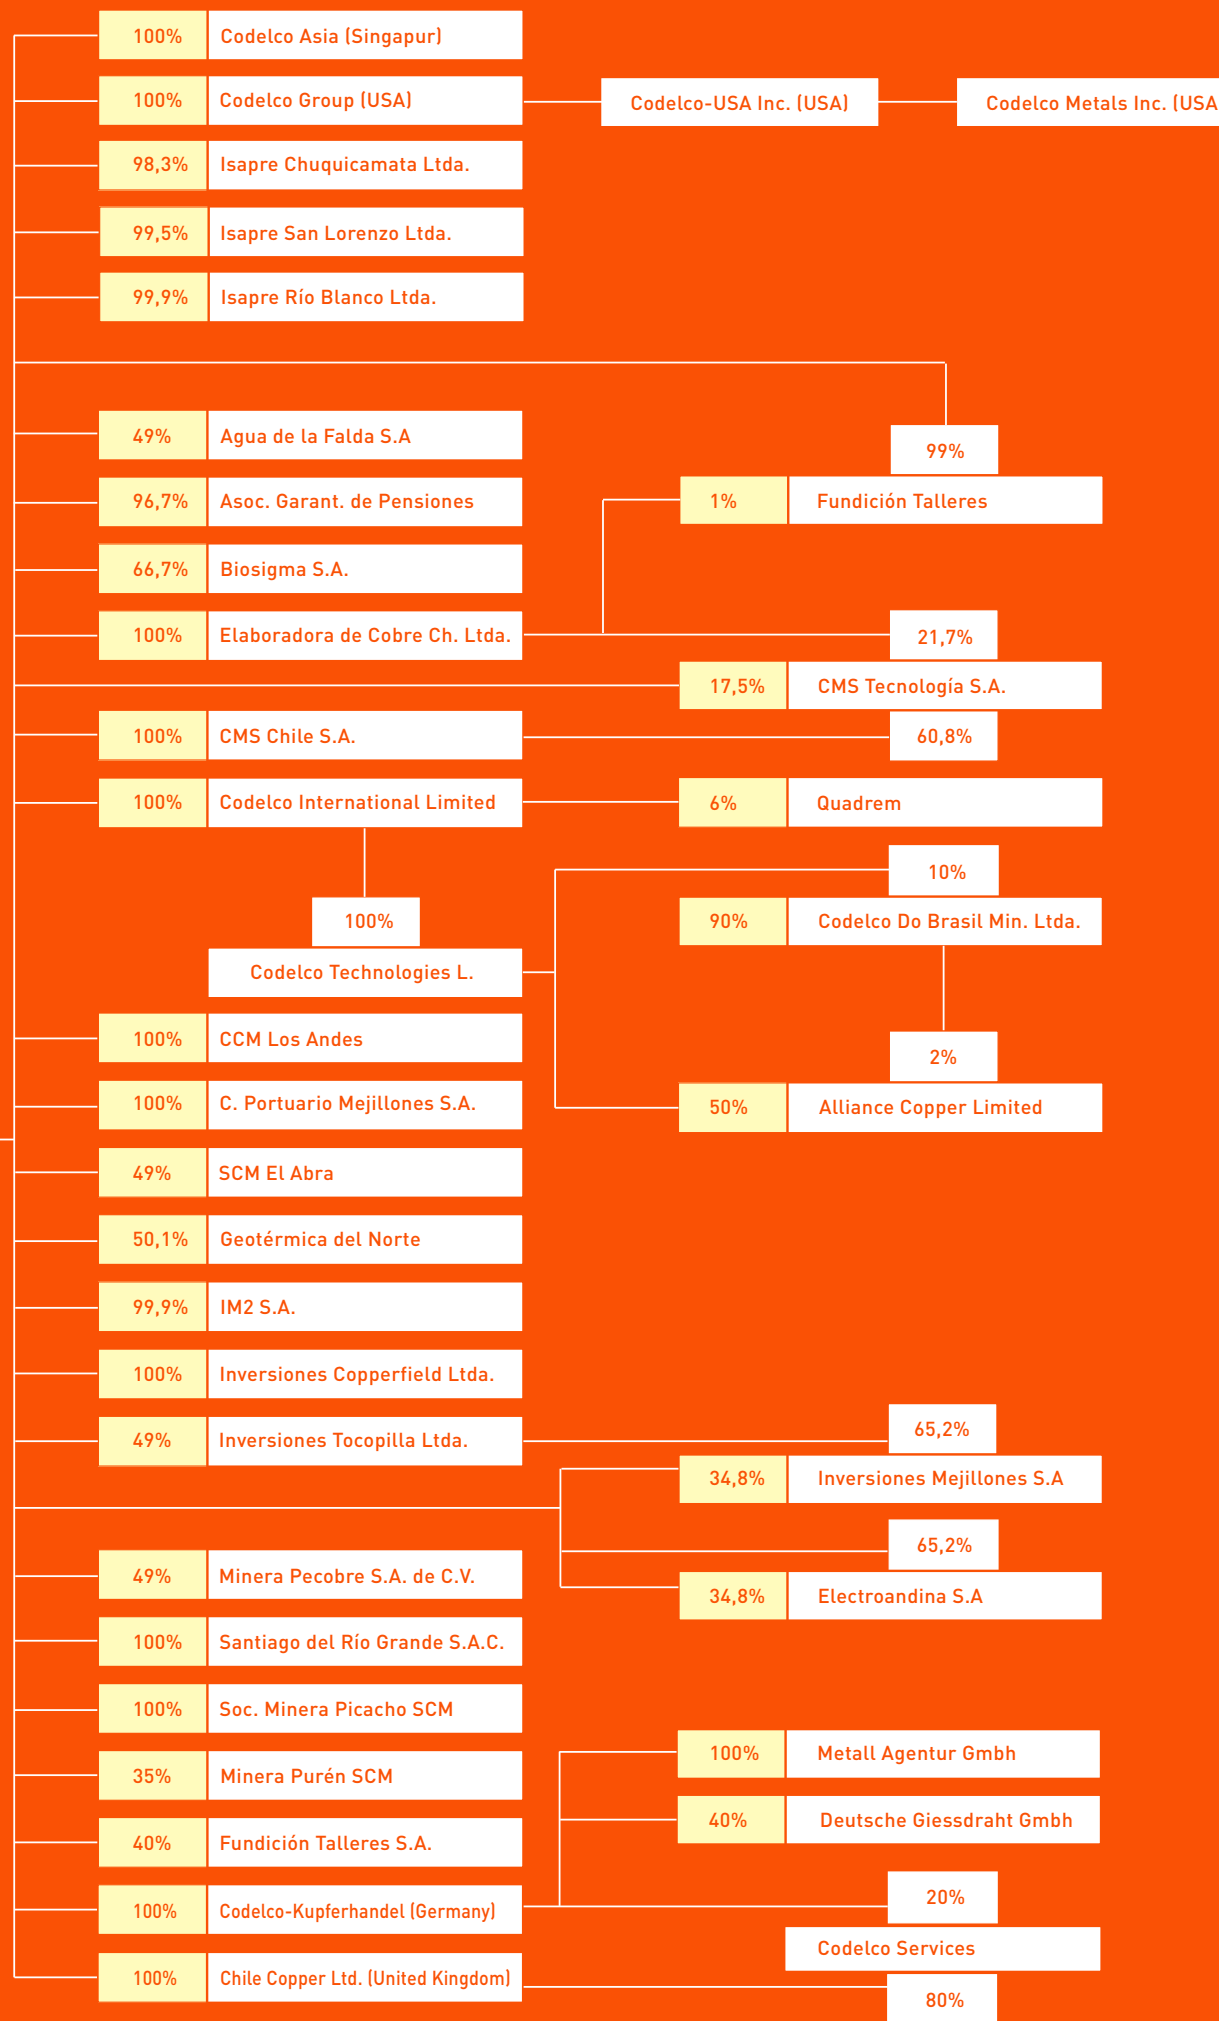 100% Codelco Asia (Singapur)
100% Codelco Group (USA) Codelco-USA Inc. (USA) Codelco Metals Inc. (USA
98,3% Isapre Chuquicamata Ltda.
99,5% Isapre San Lorenzo Ltda.
99,9% Isapre Río Blanco Ltda.
49% Agua de la Falda S.A
99%
96,7% Asoc. Garant. de Pensiones
1% Fundición Talleres
66,7% Biosigma S.A.
100% Elaboradora de Cobre Ch. Ltda.
21,7%
17,5% CMS Tecnología S.A.
100% CMS Chile S.A.
60,8%
100% Codelco International Limited
6% Quadrem
10%
100%
90% Codelco Do Brasil Min. Ltda.
Codelco Technologies L.
100% CCM Los Andes
2%
100% C. Portuario Mejillones S.A.
50% Alliance Copper Limited
49% SCM El Abra
50,1% Geotérmica del Norte
99,9% IM2 S.A.
100% Inversiones Copperfield Ltda.
65,2%
49% Inversiones Tocopilla Ltda.
34,8% Inversiones Mejillones S.A
65,2%
49% Minera Pecobre S.A. de C.V.
34,8% Electroandina S.A
100% Santiago del Río Grande S.A.C.
100% Soc. Minera Picacho SCM
100% Metall Agentur Gmbh
35% Minera Purén SCM
40% Deutsche Giessdraht Gmbh
40% Fundición Talleres S.A.
20%
100% Codelco-Kupferhandel (Germany)
Codelco Services
100% Chile Copper Ltd. (United Kingdom)
80%